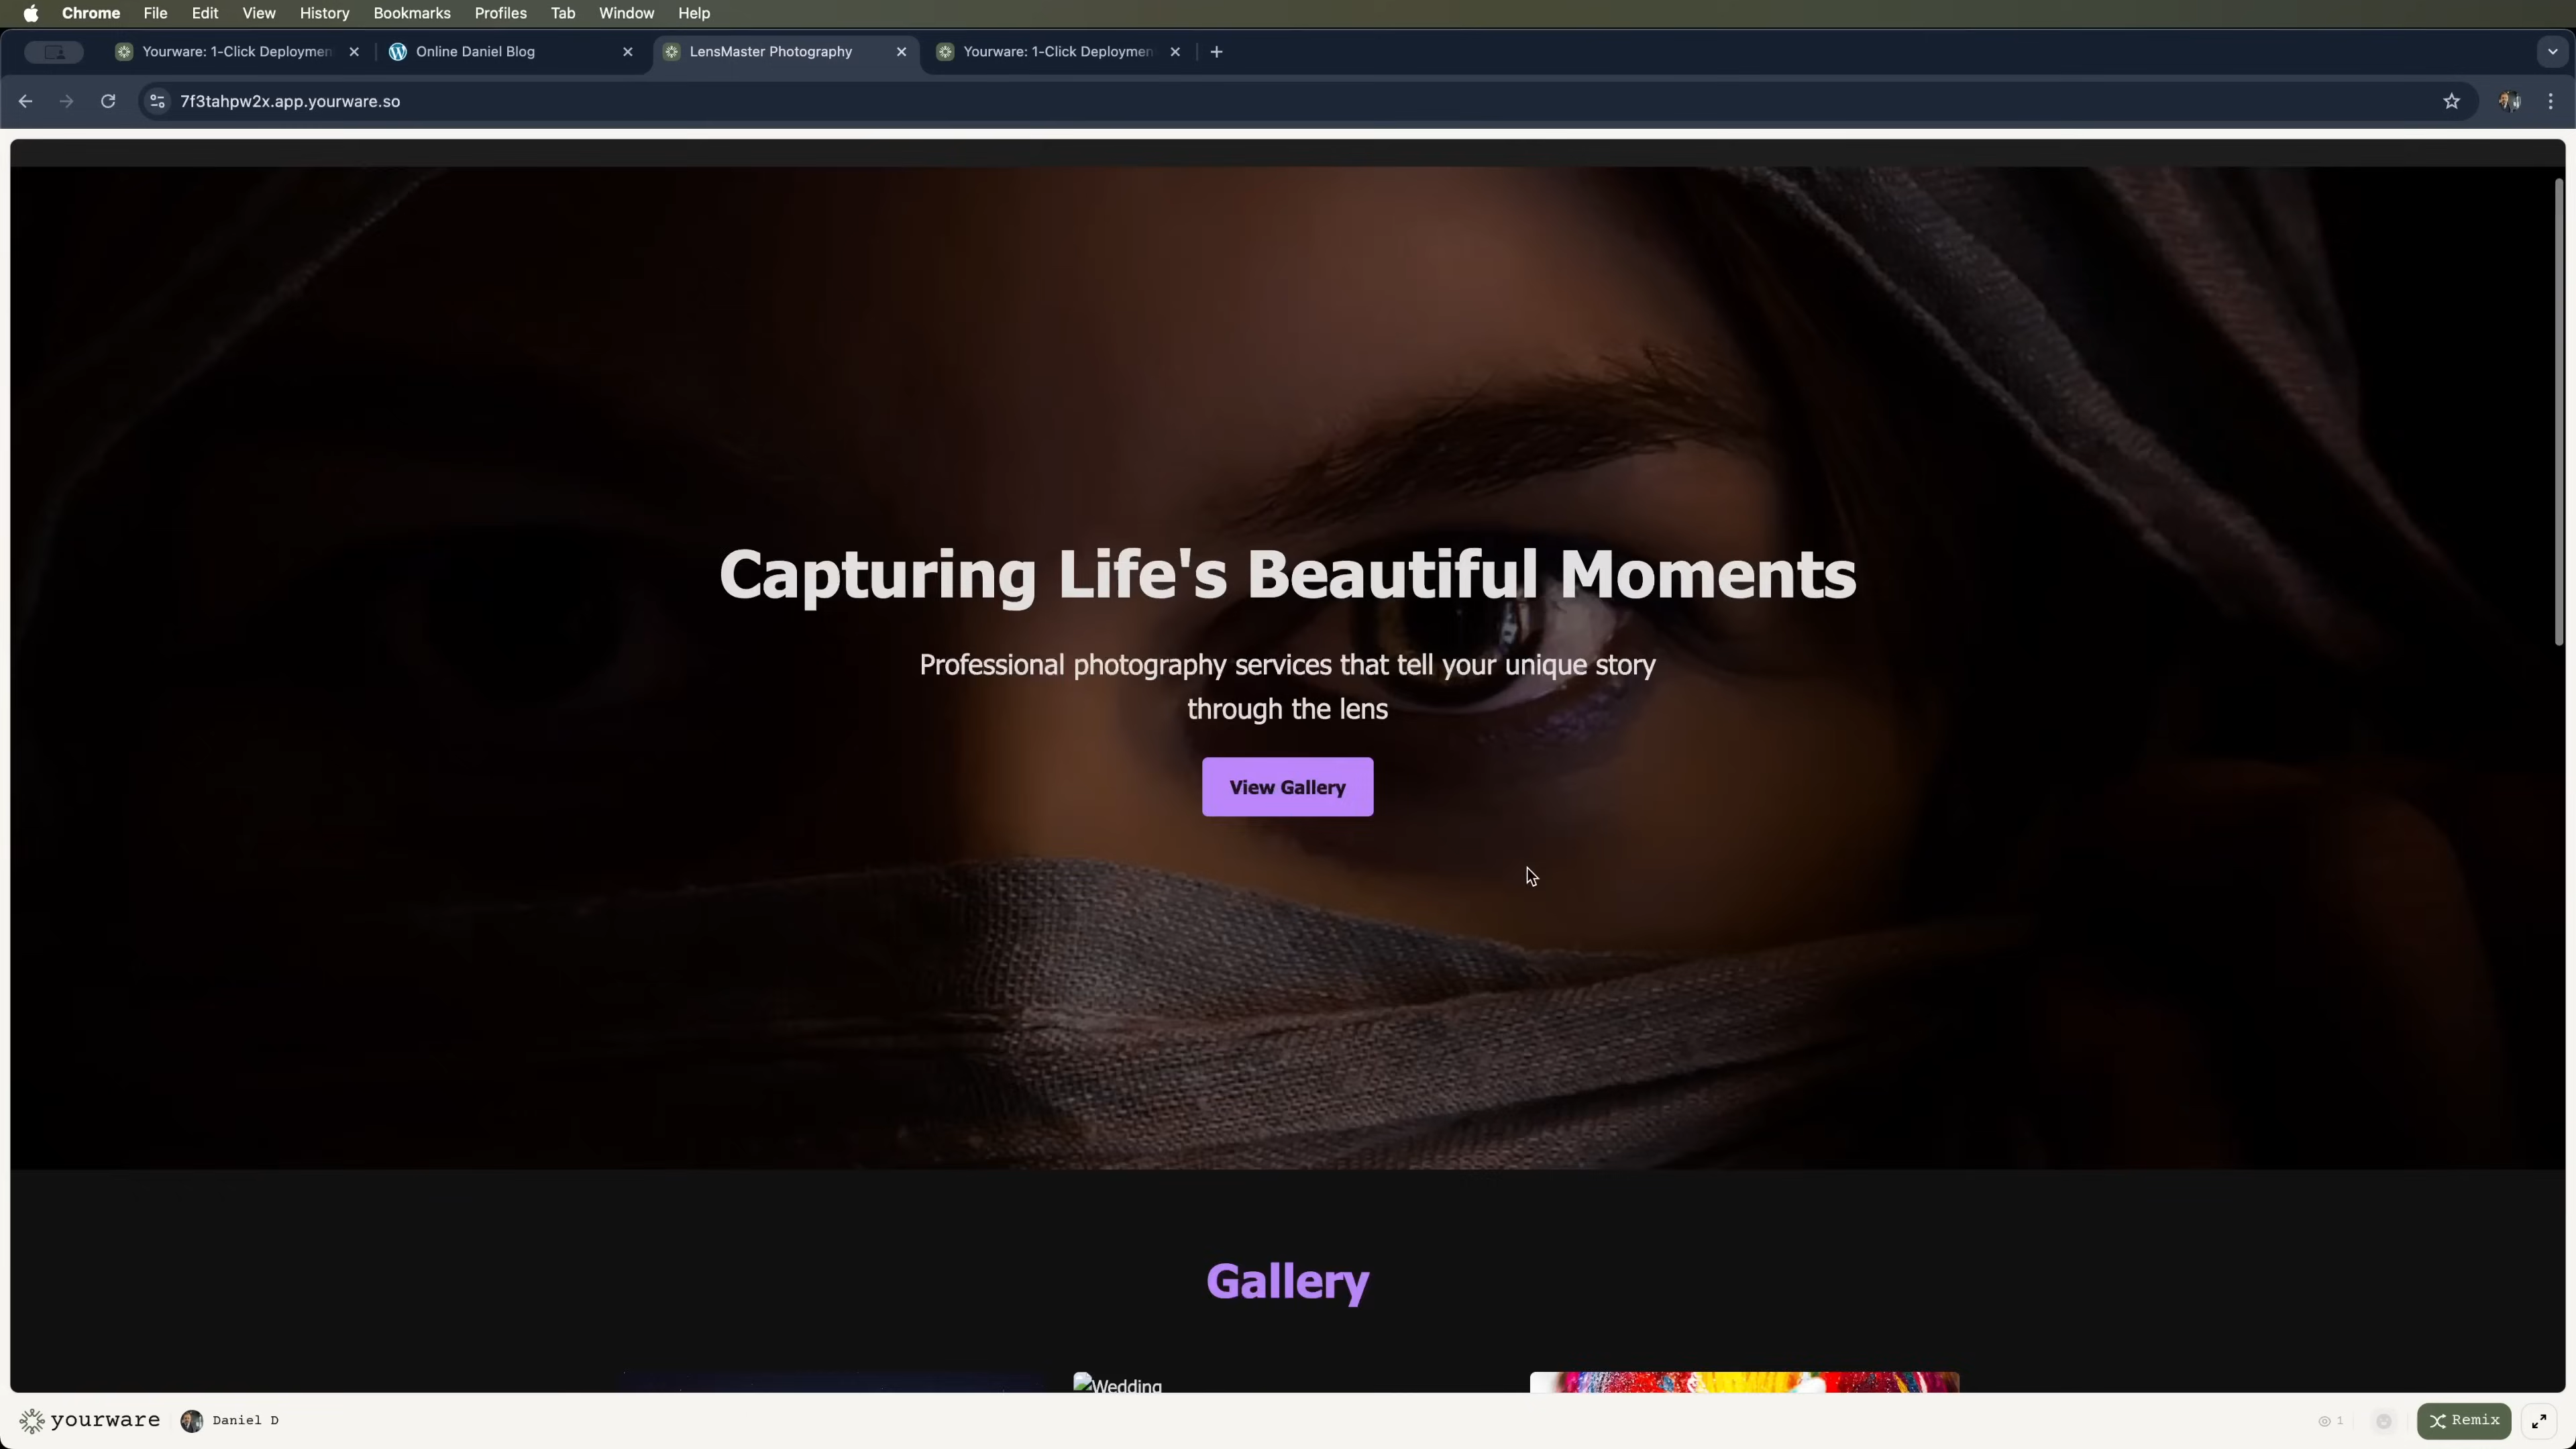 Chrome File Edit View History Bookmarks Profiles Tab Window Help
Yourware: 1-Click Deploymen Online Daniel Blog LensMaster Photography Yourware: 1-Click Deploymen
7f3tahpw2x.app.yourware.so
Capturing Life's Beautiful Moments
Professional photography services that tell your unique story
through the lens
View Gallery
Gallery
Wedding
yourware Daniel D 1 Remix